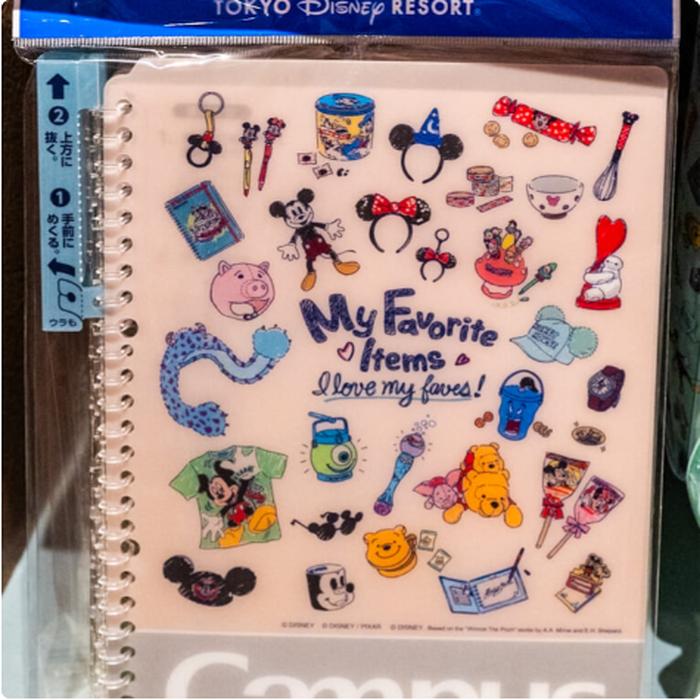 TOKYO Disney RESORT
2
上方に
抜く。
1
手前に
めくる。
ウラも
My Favorite
Items
I love my faves!
© DISNEY © DISNEY / PIXAR © DISNEY Based on the "Winnie The Pooh" works by A.A. Milne and E.H. Shepard.
Campus